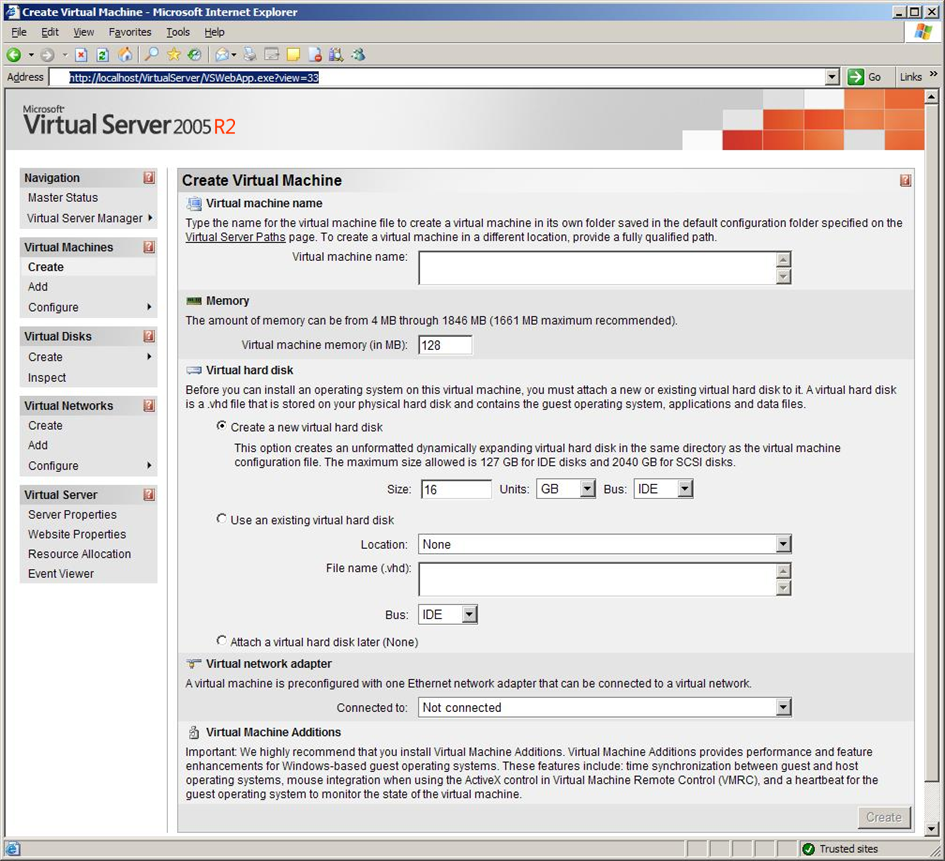 Create Virtual Machine - Microsoft Internet Explorer
File Edit View Favorites Tools Help
Address http://localhost/VirtualServer/VSWebApp.exe?view=33 Go Links »
Microsoft®
Virtual Server 2005 R2
Navigation
Master Status
Virtual Server Manager
Virtual Machines
Create
Add
Configure
Virtual Disks
Create
Inspect
Virtual Networks
Create
Add
Configure
Virtual Server
Server Properties
Website Properties
Resource Allocation
Event Viewer
Create Virtual Machine
Virtual machine name
Type the name for the virtual machine file to create a virtual machine in its own folder saved in the default configuration folder specified on the
Virtual Server Paths page. To create a virtual machine in a different location, provide a fully qualified path.
Virtual machine name:
Memory
The amount of memory can be from 4 MB through 1846 MB (1661 MB maximum recommended).
Virtual machine memory (in MB): 128
Virtual hard disk
Before you can install an operating system on this virtual machine, you must attach a new or existing virtual hard disk to it. A virtual hard disk
is a .vhd file that is stored on your physical hard disk and contains the guest operating system, applications and data files.
Create a new virtual hard disk
This option creates an unformatted dynamically expanding virtual hard disk in the same directory as the virtual machine
configuration file. The maximum size allowed is 127 GB for IDE disks and 2040 GB for SCSI disks.
Size: 16 Units: GB Bus: IDE
Use an existing virtual hard disk
Location: None
File name (.vhd):
Bus: IDE
Attach a virtual hard disk later (None)
Virtual network adapter
A virtual machine is preconfigured with one Ethernet network adapter that can be connected to a virtual network.
Connected to: Not connected
Virtual Machine Additions
Important: We highly recommend that you install Virtual Machine Additions. Virtual Machine Additions provides performance and feature
enhancements for Windows-based guest operating systems. These features include: time synchronization between guest and host
operating systems, mouse integration when using the ActiveX control in Virtual Machine Remote Control (VMRC), and a heartbeat for the
guest operating system to monitor the state of the virtual machine.
Create
Trusted sites